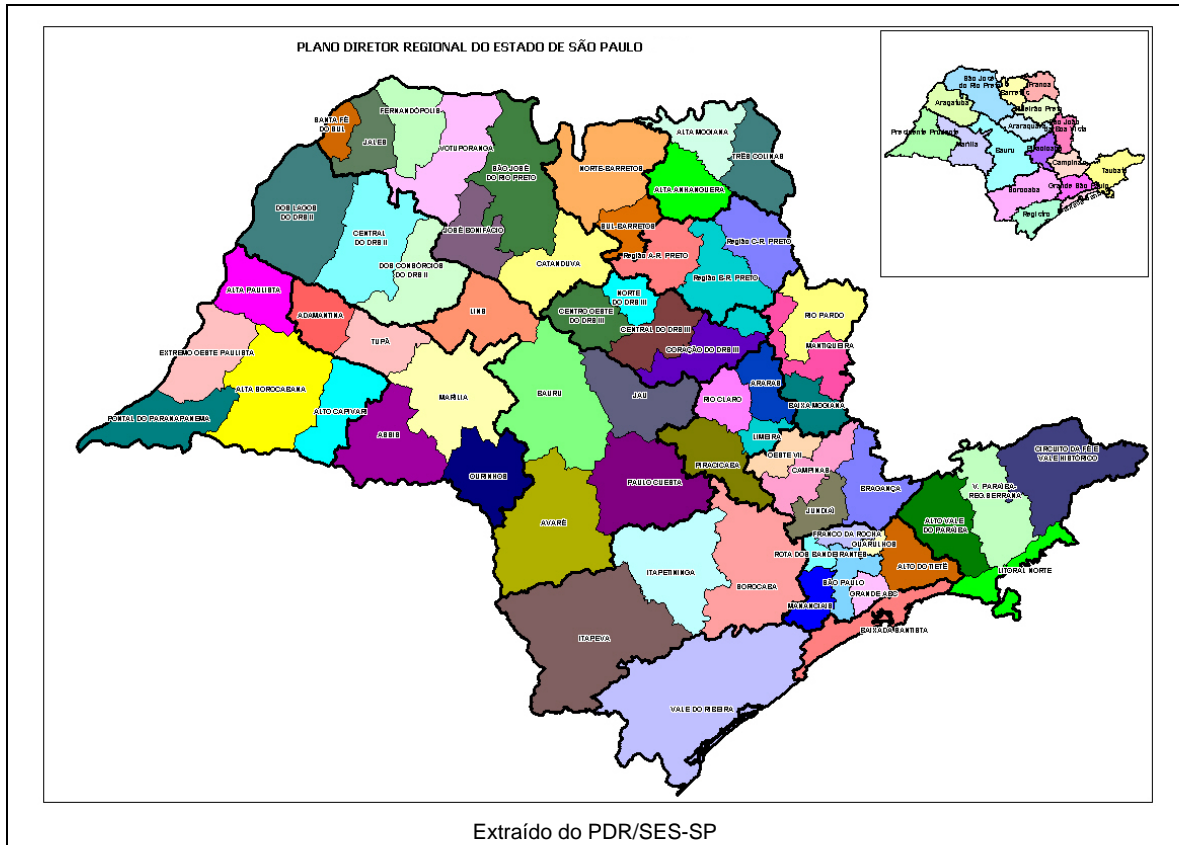 PLANO DIRETOR REGIONAL DO ESTADO DE SÃO PAULO
SANTA FÉ
DO SUL
JALES
FERNANDÓPOLIS
VOTUPORANGA
SÃO JOSÉ
DO RIO PRETO
JOSÉ BONIFÁCIO
CATANDUVA
NORTE-BARRETOS
SUL-BARRETOS
ALTA MOGIANA
TRÊS COLINAS
ALTA ANHANGUERA
Região A-R. PRETO
Região B-R. PRETO
Região C-R. PRETO
DOS LAGOS
DO DRS II
CENTRAL
DO DRS II
DOS CONSÓRCIOS
DO DRS II
ALTA PAULISTA
ADAMANTINA
TUPÃ
LINS
EXTREMO OESTE PAULISTA
ALTA SOROCABANA
ALTO CAPIVARI
PONTAL DO PARANAPANEMA
ASSIS
MARÍLIA
OURINHOS
BAURU
JAÚ
CENTRO OESTE
DO DRS III
NORTE
DO DRS III
CENTRAL DO DRS III
CORAÇÃO DO DRS III
RIO PARDO
MANTIQUEIRA
BAIXA MOGIANA
ARARAS
RIO CLARO
LIMEIRA
PIRACICABA
OESTE VII
CAMPINAS
BRAGANÇA
JUNDIAÍ
PAULO CUESTA
AVARÉ
ITAPETININGA
SOROCABA
ITAPEVA
VALE DO RIBEIRA
FRANCO DA ROCHA
GUARULHOS
ROTA DOS BANDEIRANTES
SÃO PAULO
GRANDE ABC
MANANCIAIS
ALTO DO TIETÊ
BAIXADA SANTISTA
ALTO VALE
DO PARAÍBA
V. PARAÍBA-
REG.SERRANA
CIRCUITO DA FÉ E
VALE HISTÓRICO
LITORAL NORTE
São José
do Rio Preto
Franca
Ribeirão Preto
Araçatuba
Araraquara
Presidente Prudente
Marília
Bauru
Campinas
Taubaté
Grande São Paulo
Sorocaba
Registro
Extraído do PDR/SES-SP